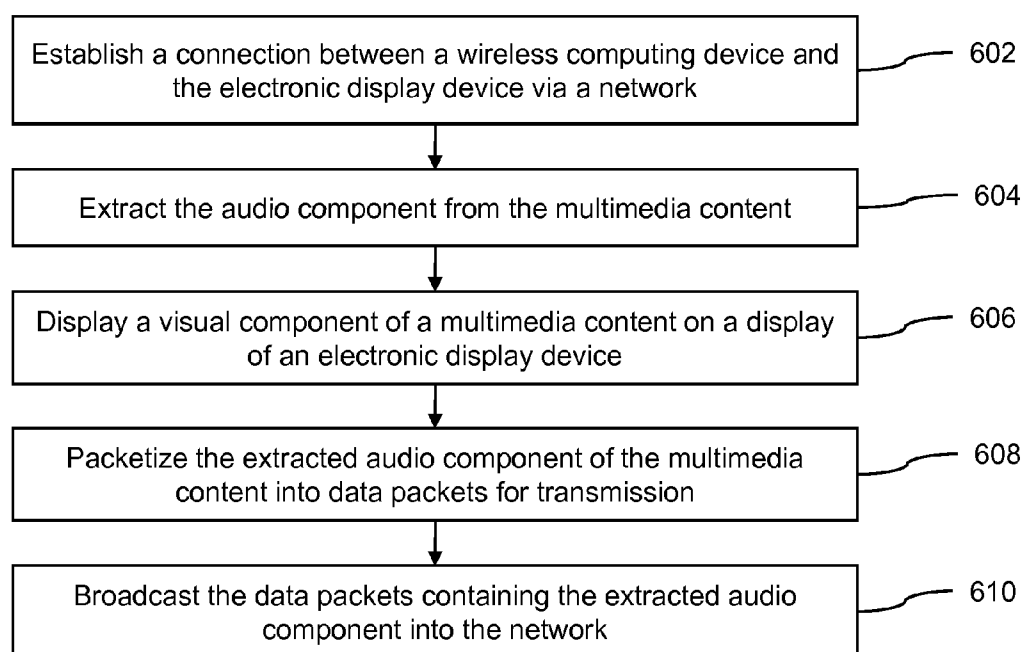 Establish a connection between a wireless computing device and
the electronic display device via a network
602
Extract the audio component from the multimedia content
604
Display a visual component of a multimedia content on a display
of an electronic display device
606
Packetize the extracted audio component of the multimedia
content into data packets for transmission
608
Broadcast the data packets containing the extracted audio
component into the network
610